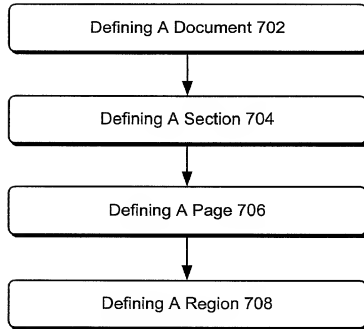 Defining A Document 702
Defining A Section 704
Defining A Page 706
Defining A Region 708